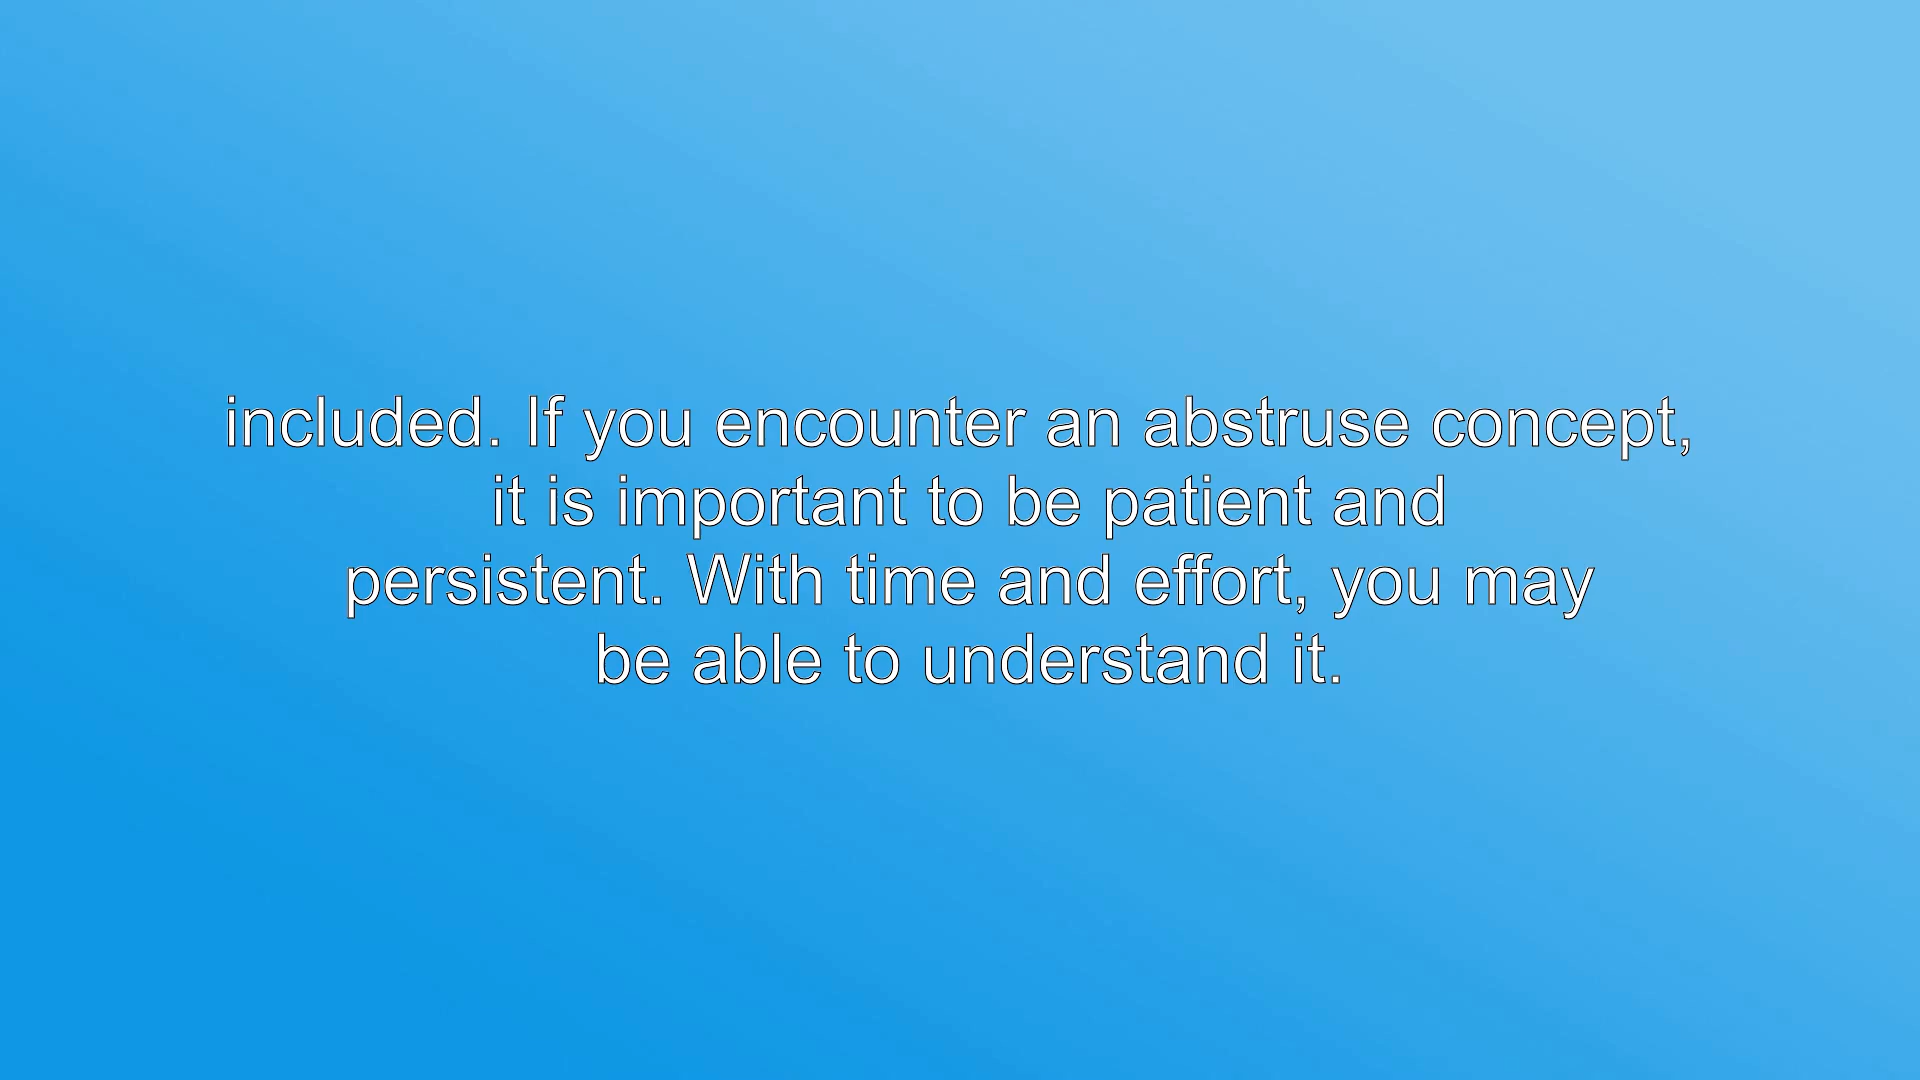 included. If you encounter an abstruse concept,
it is important to be patient and
persistent. With time and effort, you may
be able to understand it.